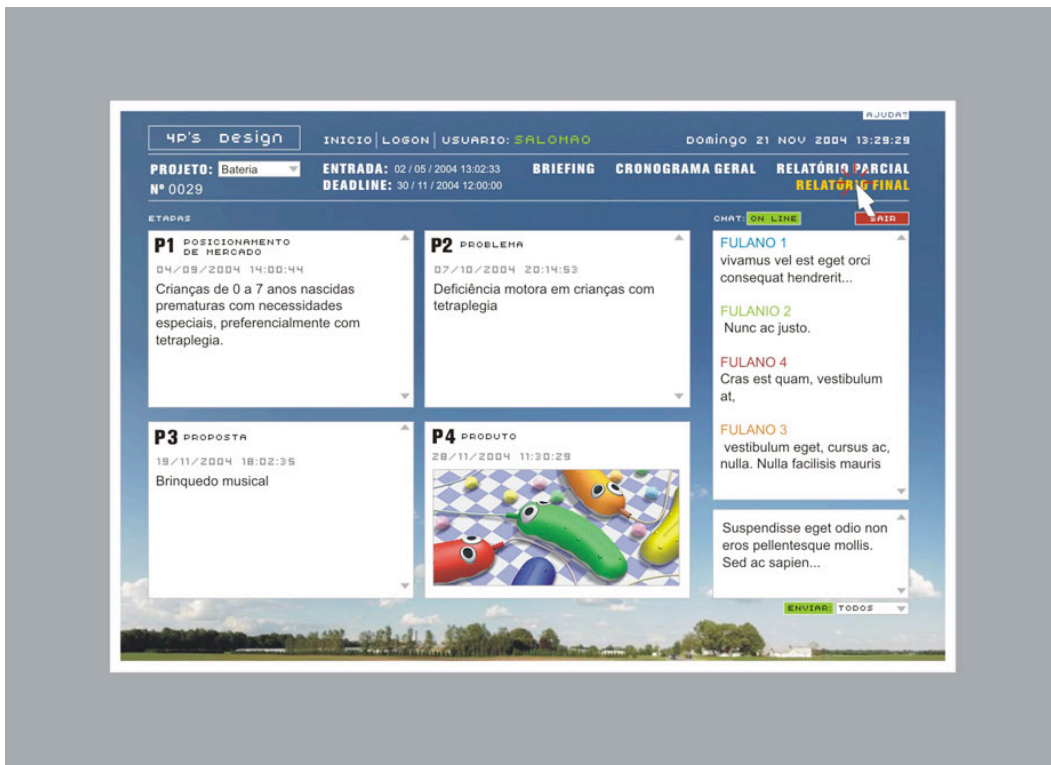 AJUDA?
4P'S Design
INICIO | LOGON | USUARIO: SALOMAO
Domingo 21 NOV 2004 13:29:29
PROJETO: Bateria
Nº 0029
ENTRADA: 02 / 05 / 2004 13:02:33
DEADLINE: 30 / 11 / 2004 12:00:00
BRIEFING
CRONOGRAMA GERAL
RELATÓRIO PARCIAL
RELATÓRIO FINAL
ETAPAS
CHAT: ON LINE
SAIR
P1 POSICIONAMENTO
DE MERCADO
04/09/2004 14:00:44
Crianças de 0 a 7 anos nascidas
prematuras com necessidades
especiais, preferencialmente com
tetraplegia.
P2 PROBLEMA
07/10/2004 20:14:53
Deficiência motora em crianças com
tetraplegia
P3 PROPOSTA
19/11/2004 18:02:35
Brinquedo musical
P4 PRODUTO
28/11/2004 11:30:29
FULANO 1
vivamus vel est eget orci
consequat hendrerit...
FULANIO 2
Nunc ac justo.
FULANO 4
Cras est quam, vestibulum
at,
FULANO 3
vestibulum eget, cursus ac,
nulla. Nulla facilisis mauris
Suspendisse eget odio non
eros pellentesque mollis.
Sed ac sapien...
ENVIAR: TODOS